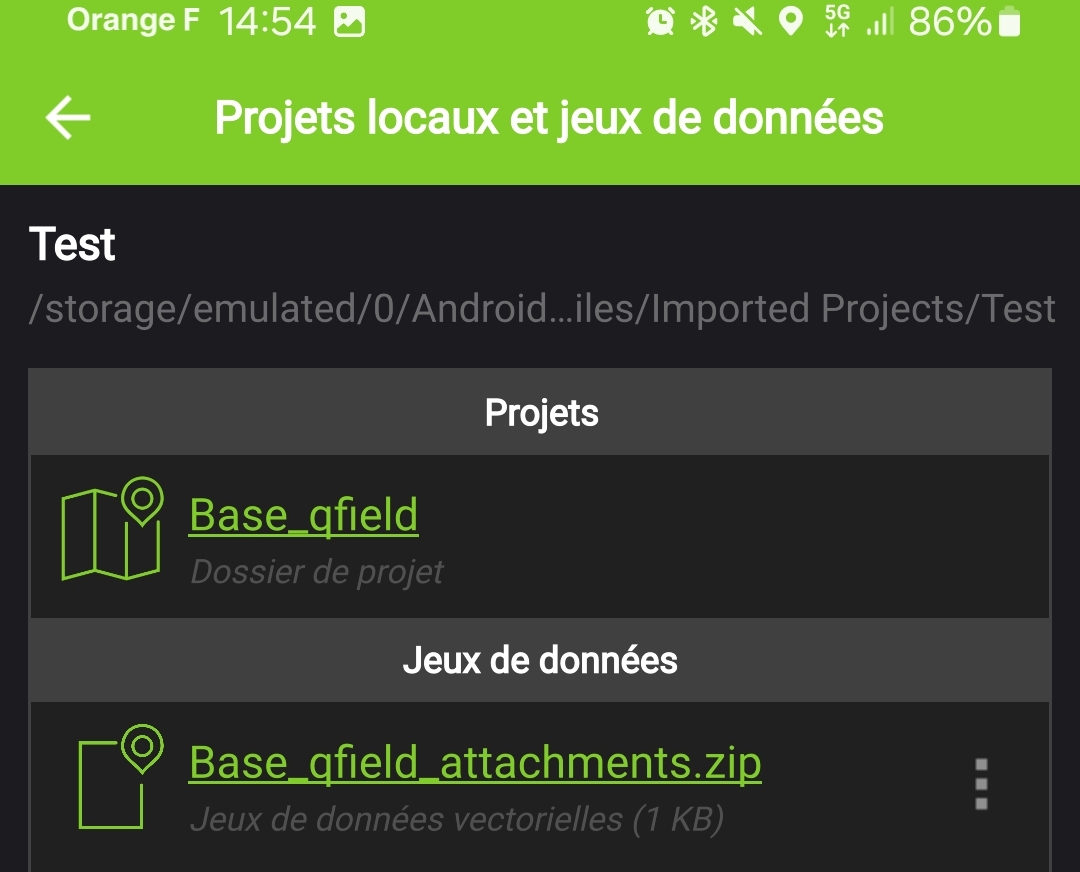 Orange F 14:54 5G 86%
Projets locaux et jeux de données
Test
/storage/emulated/0/Android...iles/Imported Projects/Test
Projets
Base_qfield
Dossier de projet
Jeux de données
Base_qfield_attachments.zip
Jeux de données vectorielles (1 KB)